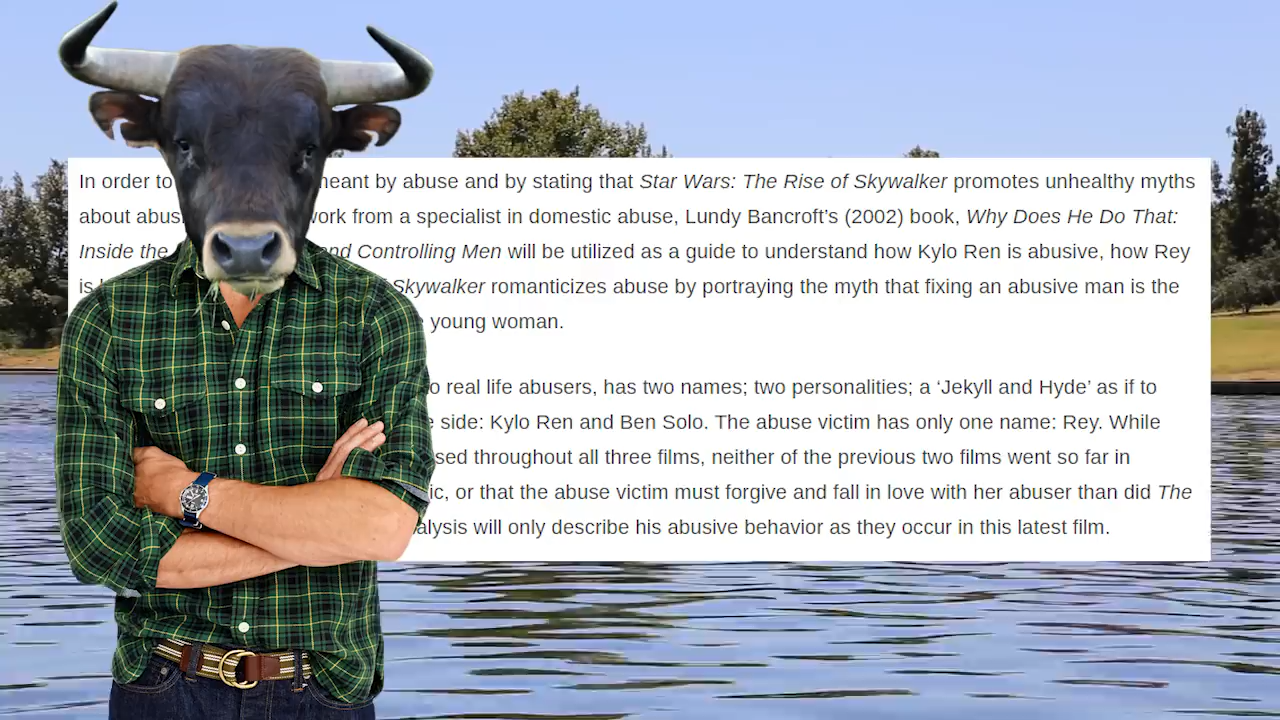 In order to meant by abuse and by stating that Star Wars: The Rise of Skywalker promotes unhealthy myths
about work from a specialist in domestic abuse, Lundy Bancroft’s (2002) book, Why Does He Do That:
Inside the and Controlling Men will be utilized as a guide to understand how Kylo Ren is abusive, how Rey
is Skywalker romanticizes abuse by portraying the myth that fixing an abusive man is the
young woman.
real life abusers, has two names; two personalities; a ‘Jekyll and Hyde’ as if to
side: Kylo Ren and Ben Solo. The abuse victim has only one name: Rey. While
throughout all three films, neither of the previous two films went so far in
or that the abuse victim must forgive and fall in love with her abuser than did The
will only describe his abusive behavior as they occur in this latest film.